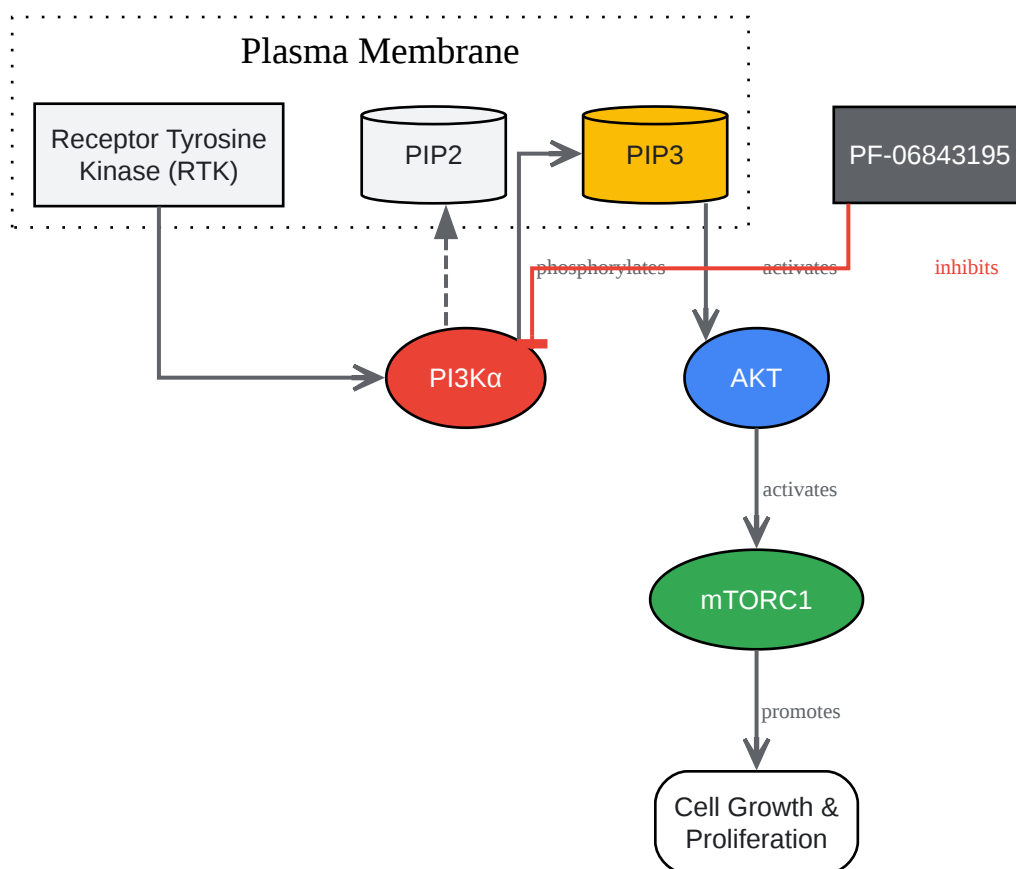 Plasma Membrane
Receptor Tyrosine
Kinase (RTK)
PIP2
PIP3
PF-06843195
phosphorylates
activates
inhibits
PI3Kα
AKT
activates
mTORC1
promotes
Cell Growth &
Proliferation